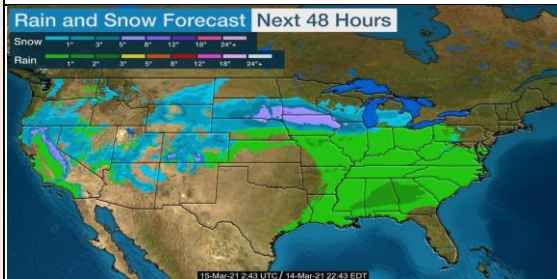 Rain and Snow Forecast Next 48 Hours
Snow
1" 3" 5" 8" 12" 18" 24"+
Rain
1" 2" 3" 5" 8" 12" 18" 24"+
15-Mar-21 2:43 UTC / 14-Mar-21 22:43 EDT